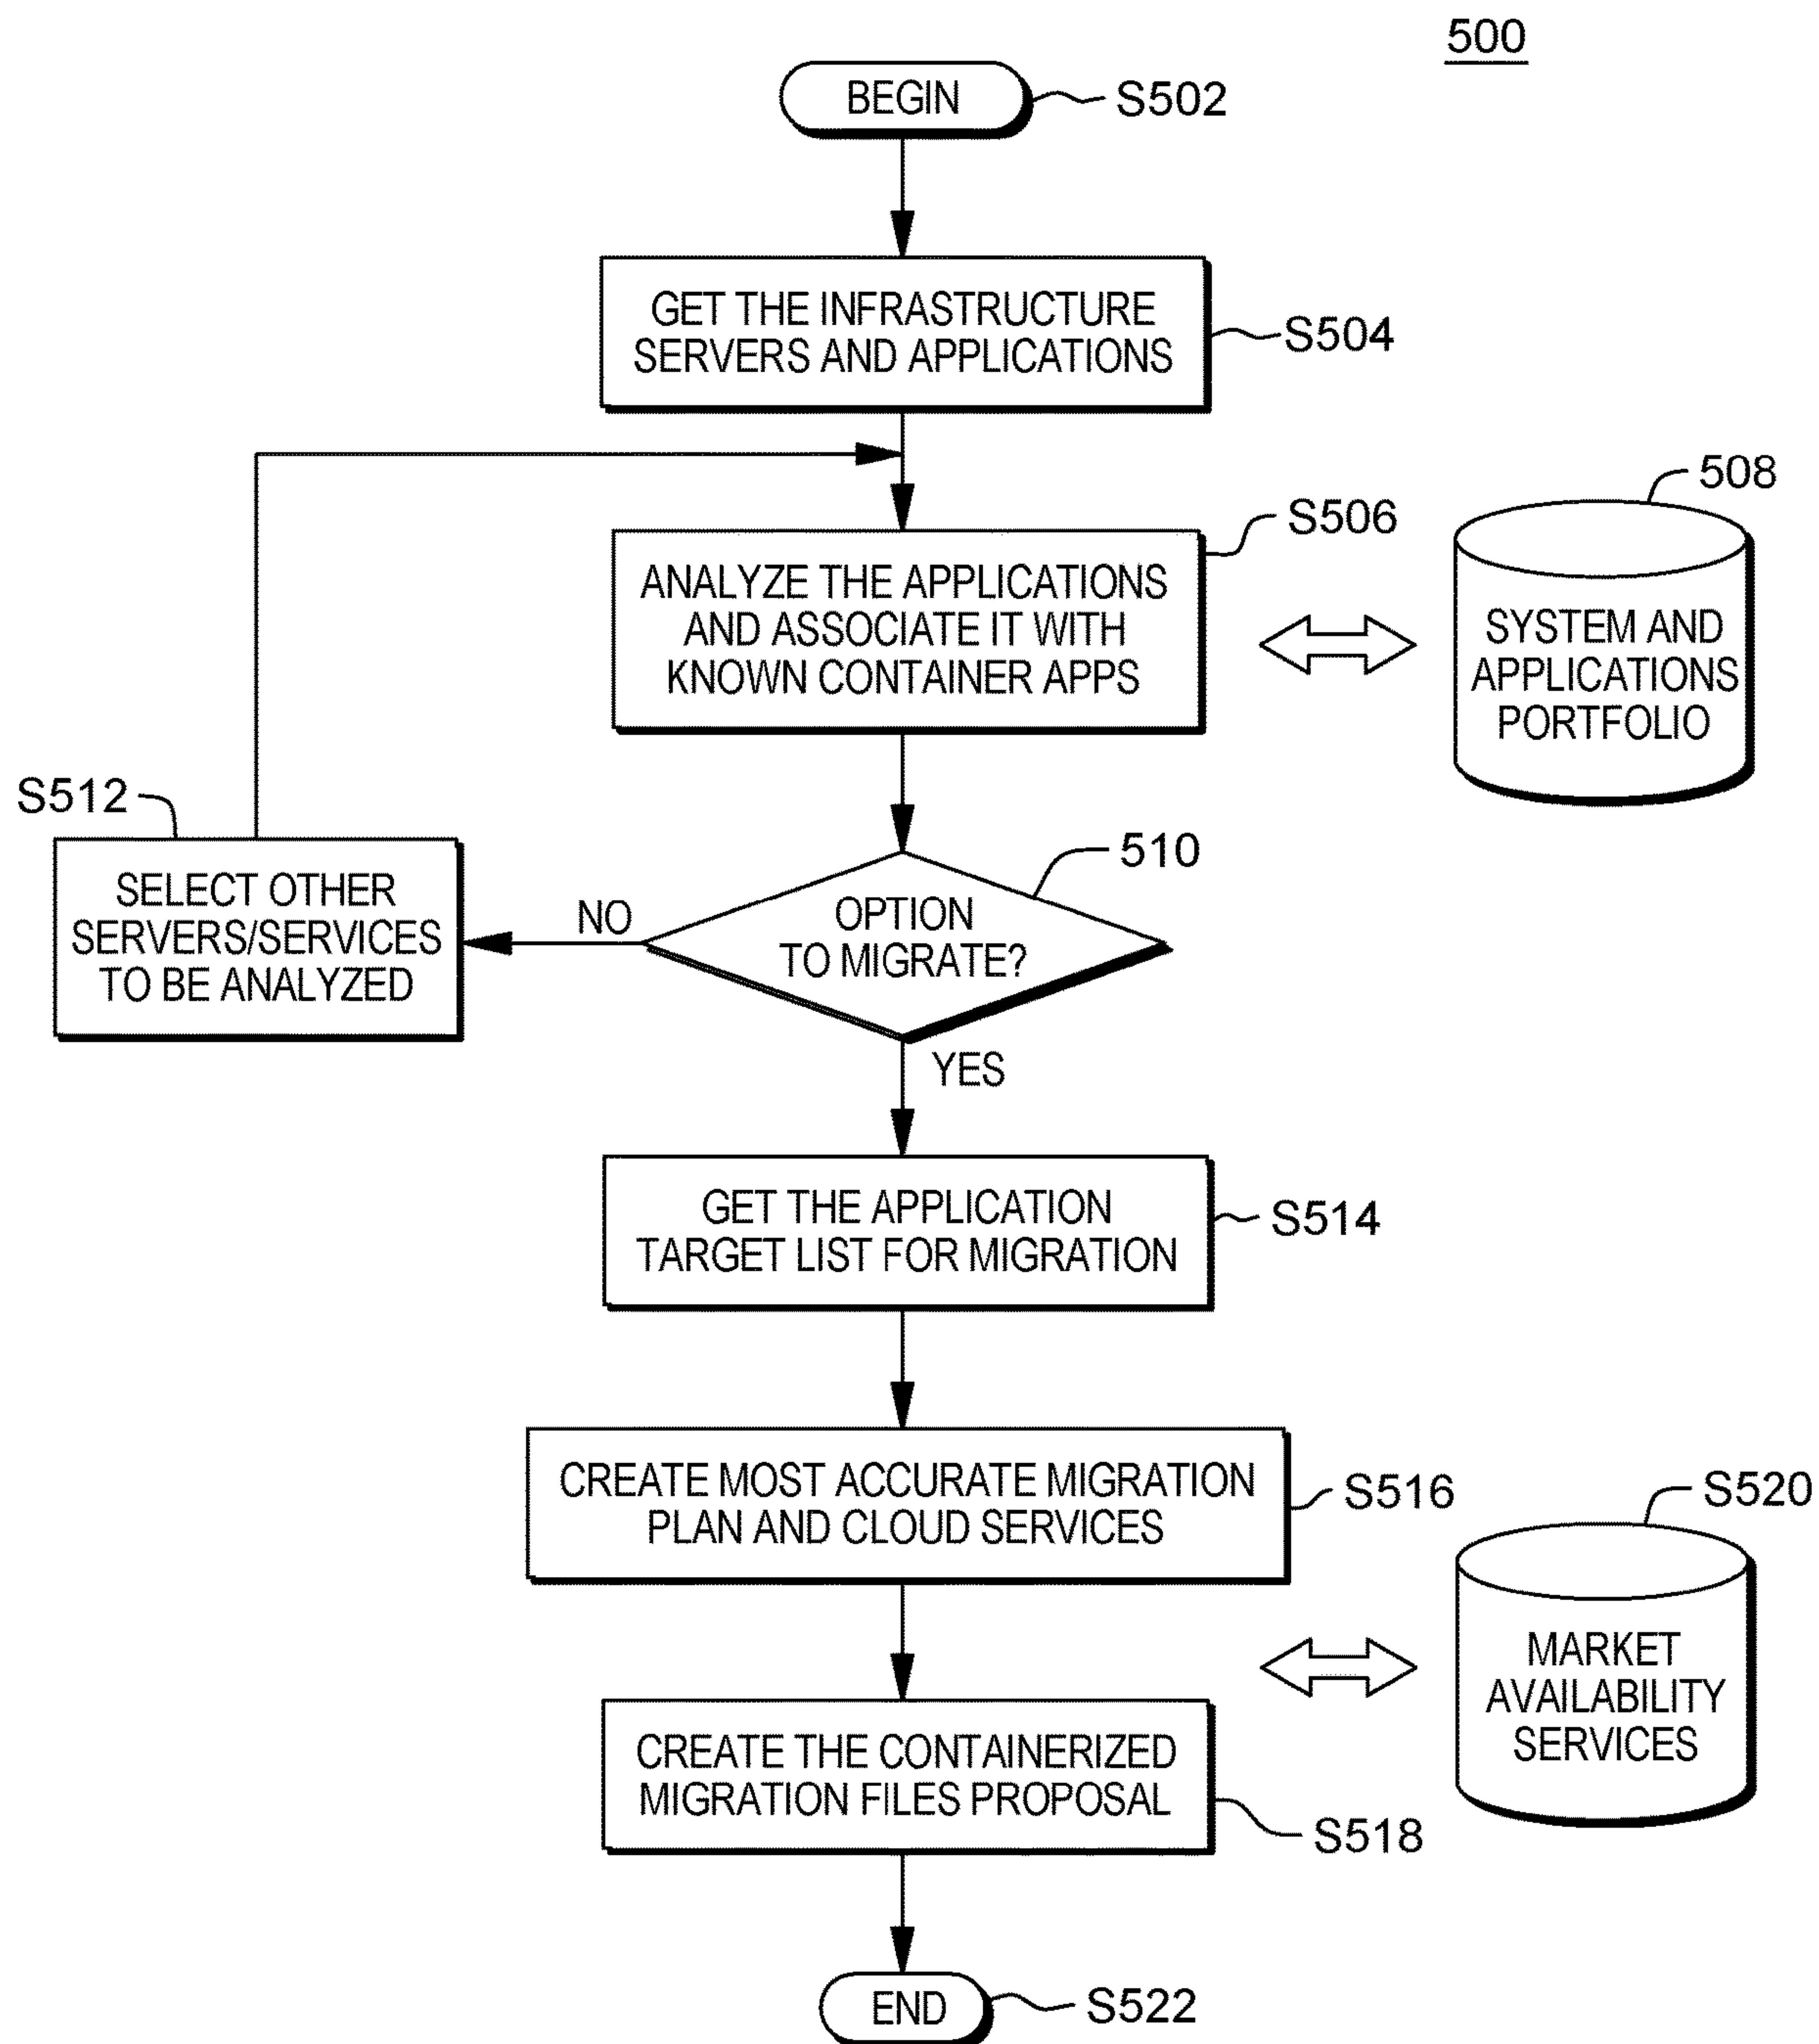 500
BEGIN
S502
GET THE INFRASTRUCTURE
SERVERS AND APPLICATIONS
S504
508
S506
ANALYZE THE APPLICATIONS
AND ASSOCIATE IT WITH
KNOWN CONTAINER APPS
SYSTEM AND
APPLICATIONS
PORTFOLIO
S512
510
SELECT OTHER
SERVERS/SERVICES
TO BE ANALYZED
NO
OPTION
TO MIGRATE?
YES
GET THE APPLICATION
TARGET LIST FOR MIGRATION
S514
CREATE MOST ACCURATE MIGRATION
PLAN AND CLOUD SERVICES
S516
S520
MARKET
AVAILABILITY
SERVICES
CREATE THE CONTAINERIZED
MIGRATION FILES PROPOSAL
S518
END
S522